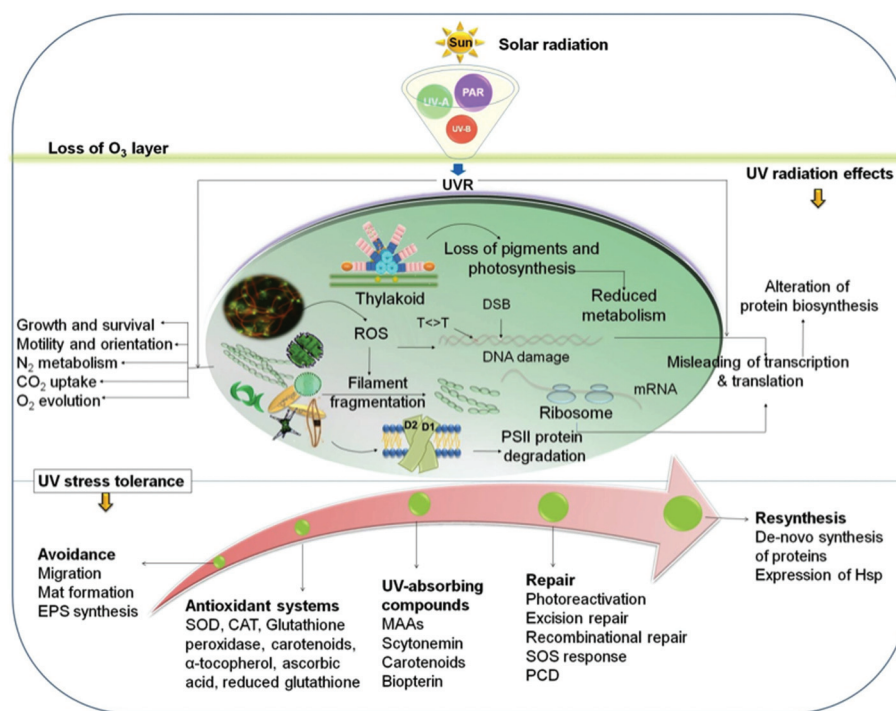 Sun
Solar radiation
UV-A
PAR
UV-B
Loss of O₃ layer
UVR
UV radiation effects
Loss of pigments and
photosynthesis
Thylakoid
Reduced
metabolism
Alteration of
protein biosynthesis
DSB
T<>T
ROS
DNA damage
Growth and survival
Motility and orientation
N₂ metabolism
CO₂ uptake
O₂ evolution
Filament
fragmentation
Misleading of transcription
& translation
mRNA
Ribosome
D2 D1
PSII protein
degradation
UV stress tolerance
Avoidance
Migration
Mat formation
EPS synthesis
Antioxidant systems
SOD, CAT, Glutathione
peroxidase, carotenoids,
α-tocopherol, ascorbic
acid, reduced glutathione
UV-absorbing
compounds
MAAs
Scytonemin
Carotenoids
Biopterin
Repair
Photoreactivation
Excision repair
Recombinational repair
SOS response
PCD
Resynthesis
De-novo synthesis
of proteins
Expression of Hsp